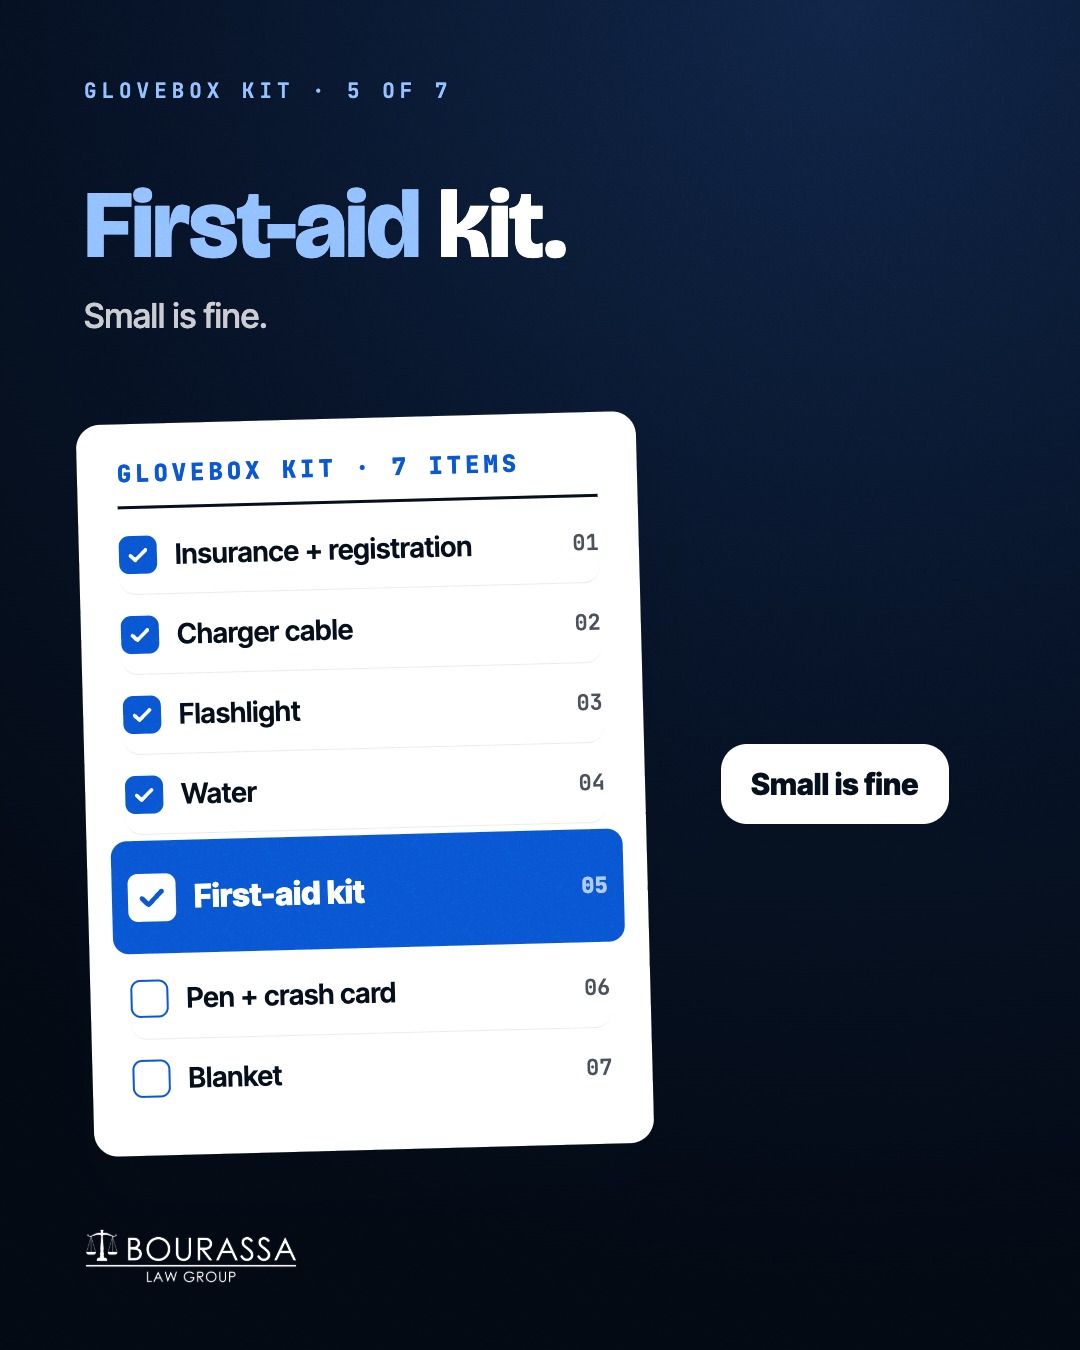 GLOVEBOX KIT · 5 OF 7
First-aid kit.
Small is fine.
GLOVEBOX KIT · 7 ITEMS
Insurance + registration 01
Charger cable 02
Flashlight 03
Water 04
First-aid kit 05
Pen + crash card 06
Blanket 07
Small is fine
BOURASSA
LAW GROUP